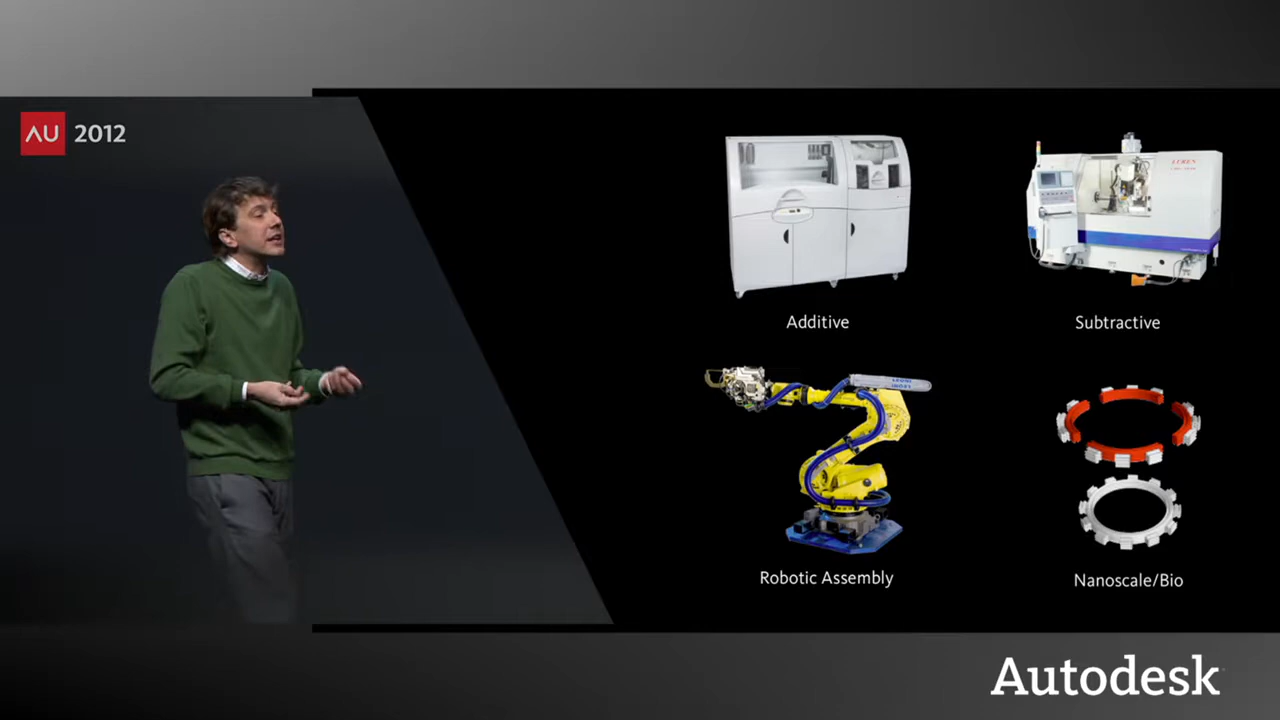 AU 2012
Additive
Subtractive
Robotic Assembly
Nanoscale/Bio
Autodesk